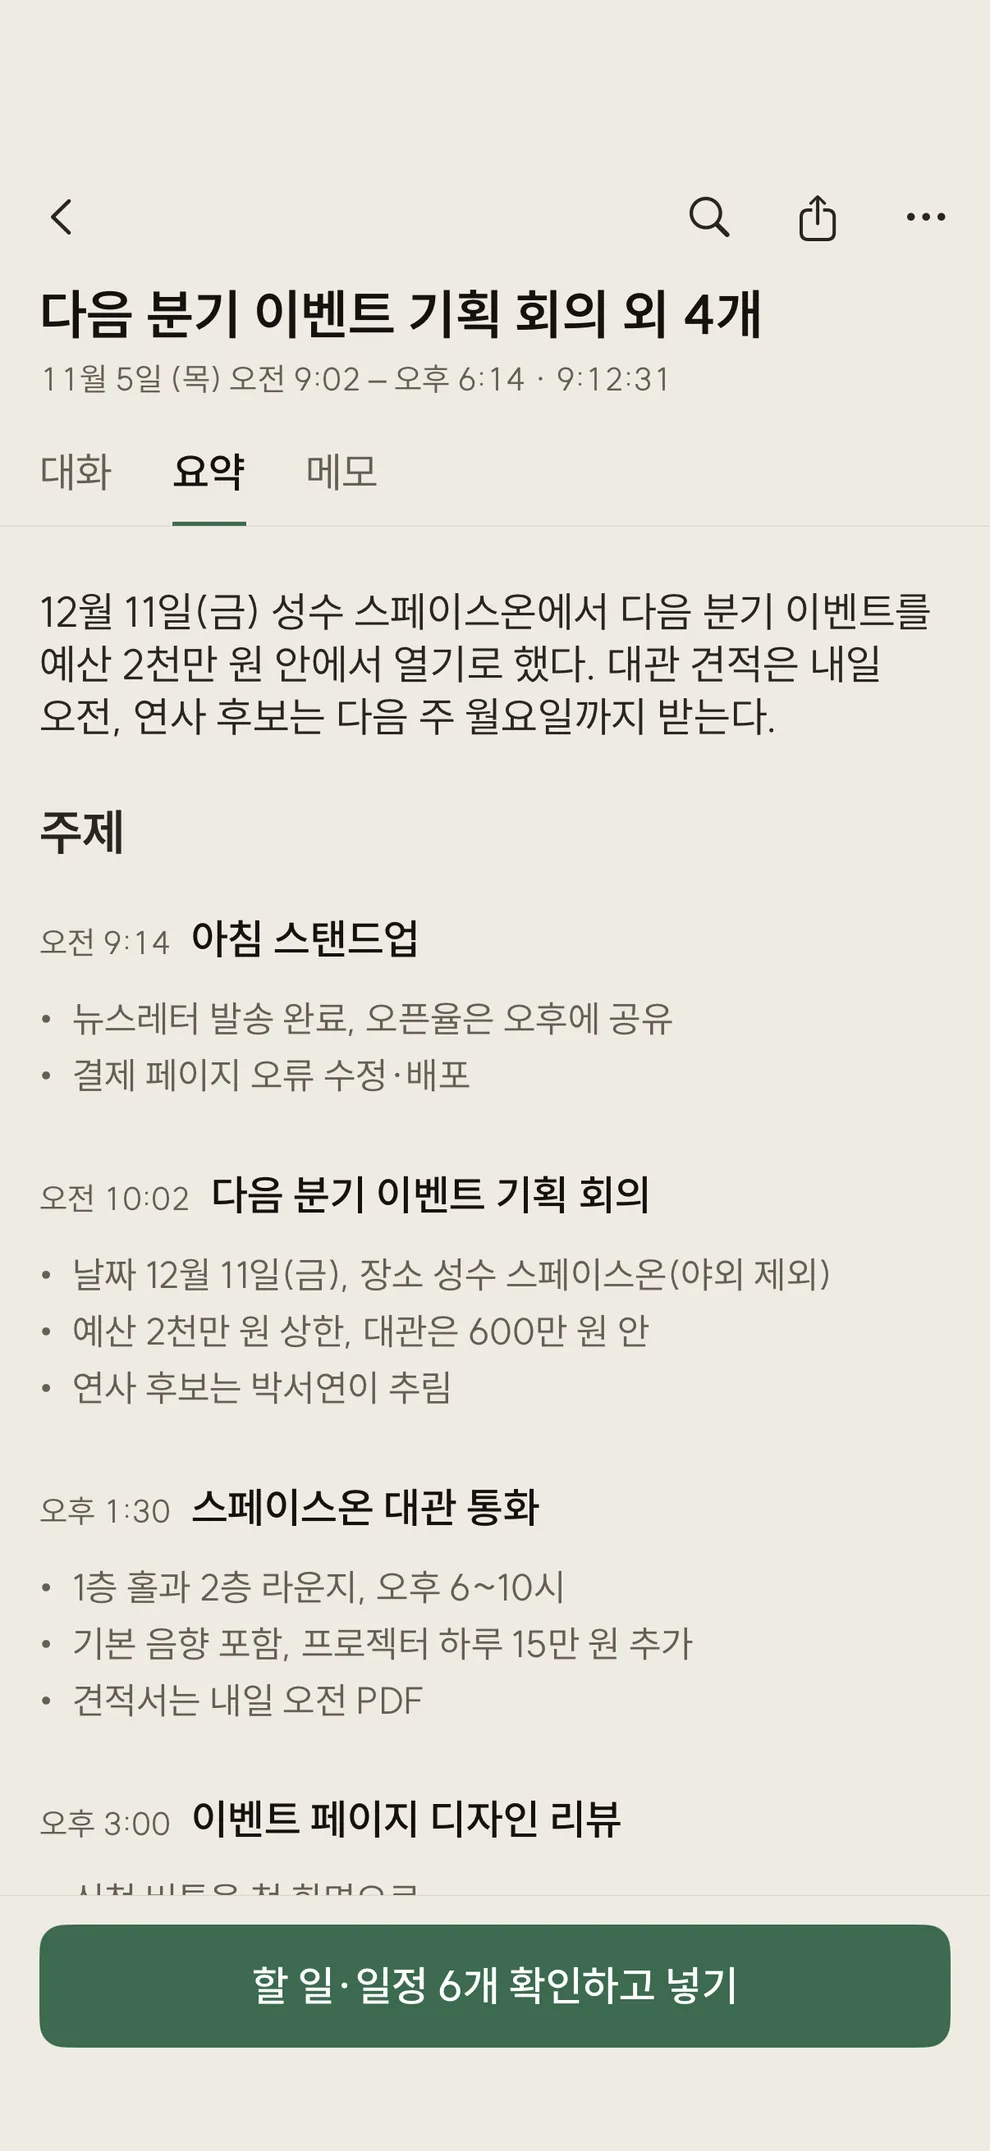 다음 분기 이벤트 기획 회의 외 4개
11월 5일 (목) 오전 9:02 – 오후 6:14 · 9:12:31
대화 요약 메모
12월 11일(금) 성수 스페이스온에서 다음 분기 이벤트를
예산 2천만 원 안에서 열기로 했다. 대관 견적은 내일
오전, 연사 후보는 다음 주 월요일까지 받는다.
주제
오전 9:14 아침 스탠드업
• 뉴스레터 발송 완료, 오픈율은 오후에 공유
• 결제 페이지 오류 수정·배포
오전 10:02 다음 분기 이벤트 기획 회의
• 날짜 12월 11일(금), 장소 성수 스페이스온(야외 제외)
• 예산 2천만 원 상한, 대관은 600만 원 안
• 연사 후보는 박서연이 추림
오후 1:30 스페이스온 대관 통화
• 1층 홀과 2층 라운지, 오후 6~10시
• 기본 음향 포함, 프로젝터 하루 15만 원 추가
• 견적서는 내일 오전 PDF
오후 3:00 이벤트 페이지 디자인 리뷰
할 일·일정 6개 확인하고 넣기